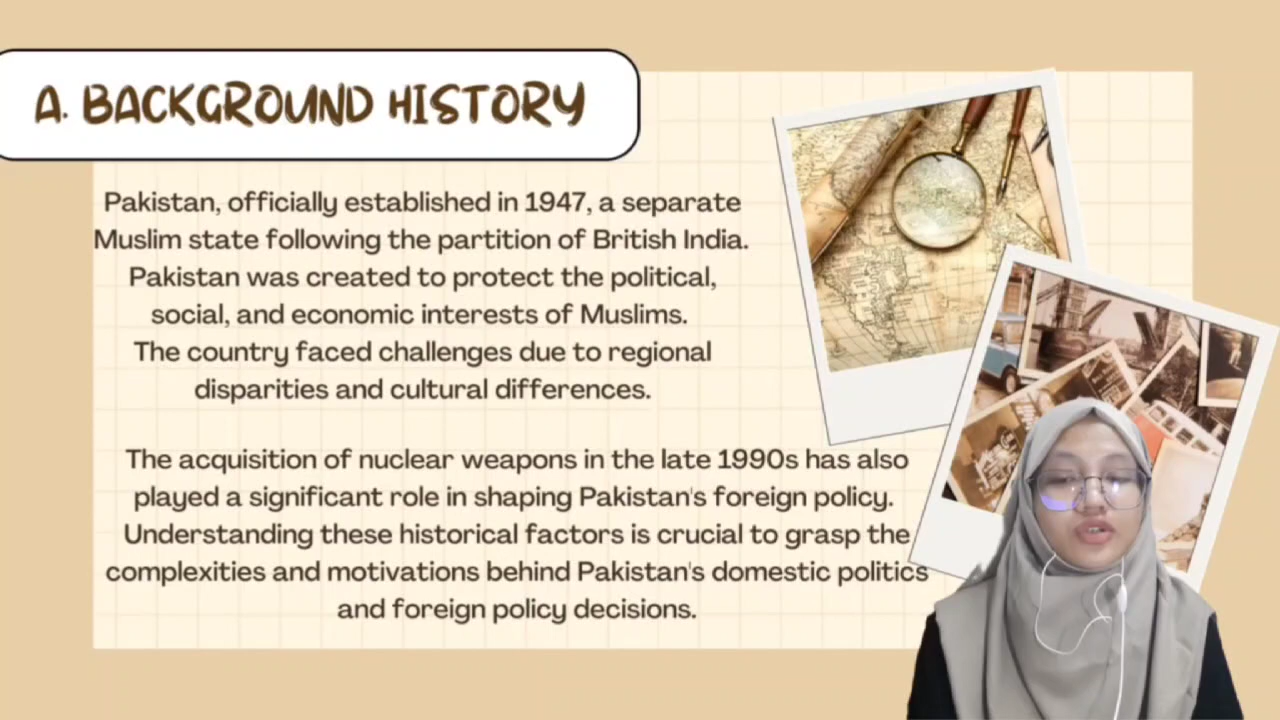 A. BACKGROUND HISTORY
Pakistan, officially established in 1947, a separate
Muslim state following the partition of British India.
Pakistan was created to protect the political,
social, and economic interests of Muslims.
The country faced challenges due to regional
disparities and cultural differences.
The acquisition of nuclear weapons in the late 1990s has also
played a significant role in shaping Pakistan's foreign policy.
Understanding these historical factors is crucial to grasp the
complexities and motivations behind Pakistan's domestic politics
and foreign policy decisions.